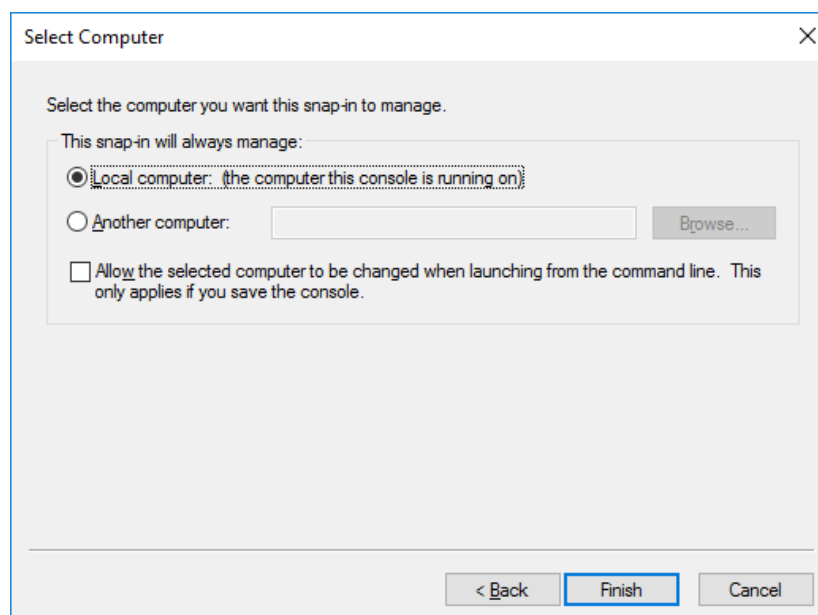 Select Computer
Select the computer you want this snap-in to manage.
This snap-in will always manage:
Local computer: (the computer this console is running on)
Another computer:
Browse...
Allow the selected computer to be changed when launching from the command line. This
only applies if you save the console.
< Back
Finish
Cancel